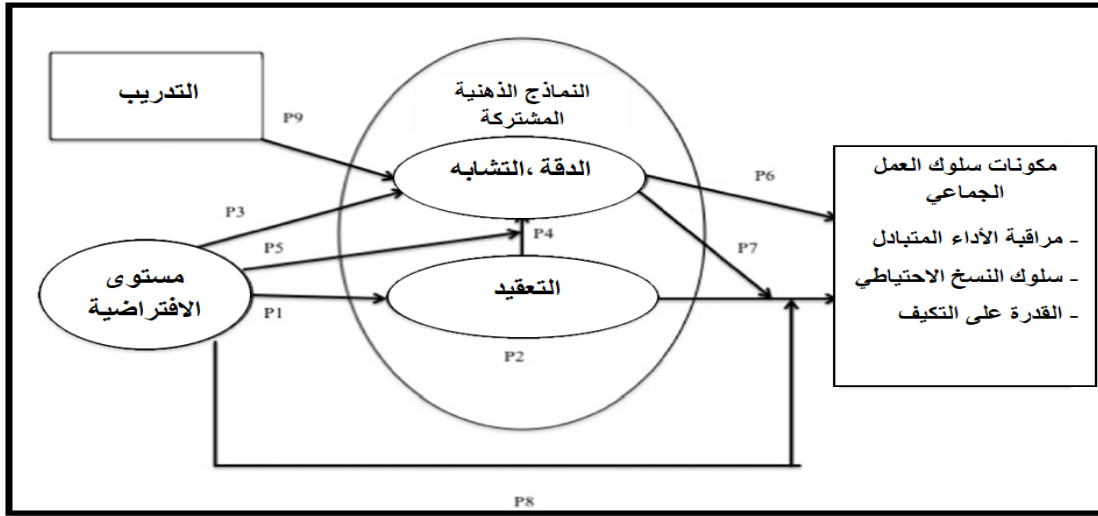 التدريب
P9
النماذج الذهنية
المشتركة
الدقة ،التشابه
P3
P5
P4
P6
P7
مستوى
الافتراضية
P1
التعقيد
P2
مكونات سلوك العمل
الجماعي
- مراقبة الأداء المتبادل
- سلوك النسخ الاحتياطي
- القدرة على التكيف
P8